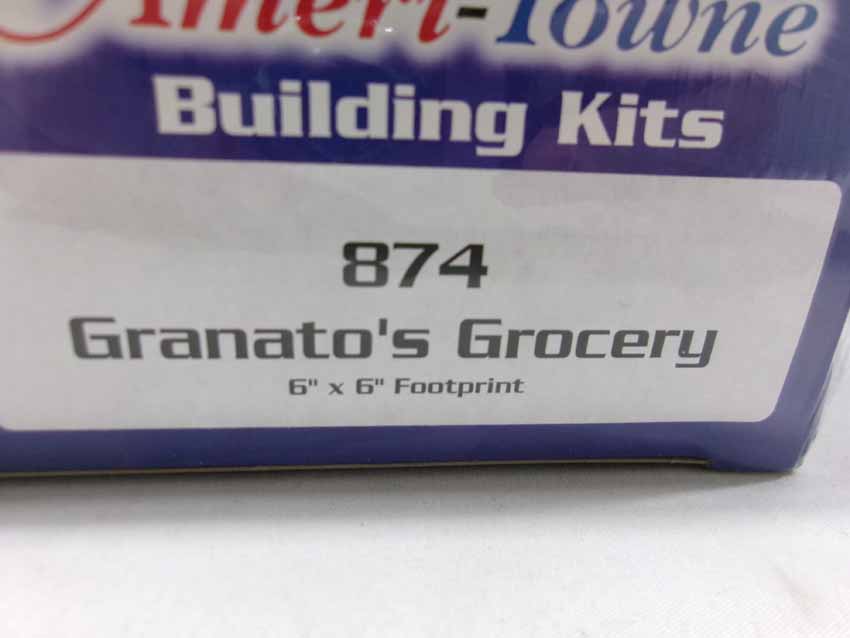 Ameri-Towne
Building Kits
874
Granato's Grocery
6" x 6" Footprint